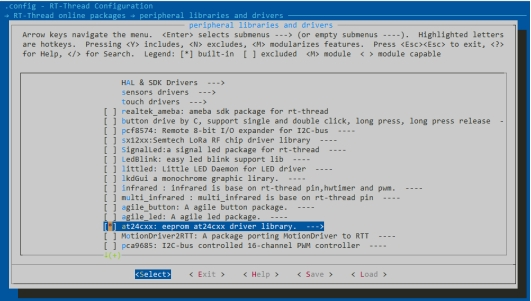 .config - RT-Thread Configuration
→ RT-Thread online packages → peripheral libraries and drivers
peripheral libraries and drivers
Arrow keys navigate the menu. <Enter> selects submenus ---> (or empty submenus ----). Highlighted letters
are hotkeys. Pressing <Y> includes, <N> excludes, <M> modularizes features. Press <Esc><Esc> to exit, <?>
for Help, </> for Search. Legend: [*] built-in [ ] excluded <M> module < > module capable
HAL & SDK Drivers --->
sensors drivers --->
touch drivers --->
[ ] realtek_ameba: ameba sdk package for rt-thread
[ ] button drive by C, support single and double click, long press, long press release -
[ ] pcf8574: Remote 8-bit I/O expander for I2C-bus ----
[ ] sx12xx:Semtech LoRa RF chip driver library ----
[ ] SignalLed:a signal led package for rt-thread ----
[ ] LedBlink: easy led blink support lib ----
[ ] littled: Little LED Daemon for LED driver ----
[ ] lkdGui a monochrome graphic lirary. ----
[ ] infrared : infrared is base on rt-thread pin,hwtimer and pwm. ----
[ ] multi_infrared : multi_infrared is base on rt-thread pin ----
[ ] agile_button: A agile button package. ----
[ ] agile_led: A agile led package. ----
[*] at24cxx: eeprom at24cxx driver library. --->
[ ] MotionDriver2RTT: A package porting MotionDriver to RTT ----
[ ] pca9685: I2C-bus controlled 16-channel PWM controller ----
↓(+)
<Select> < Exit > < Help > < Save > < Load >